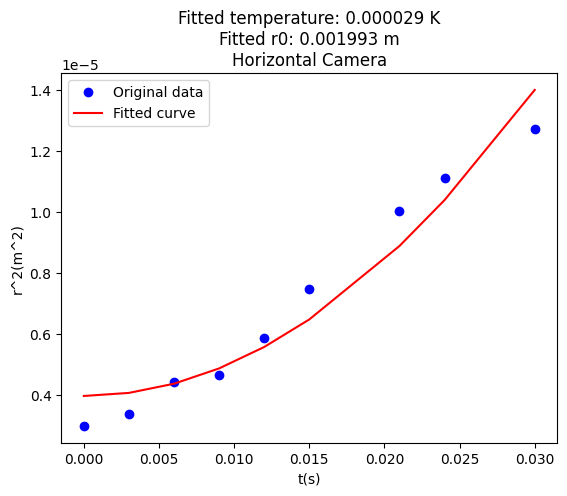 Fitted temperature: 0.000029 K
Fitted r0: 0.001993 m
Horizontal Camera
1e−5
Original data
Fitted curve
1.4
1.2
1.0
0.8
0.6
0.4
r^2(m^2)
0.000 0.005 0.010 0.015 0.020 0.025 0.030
t(s)